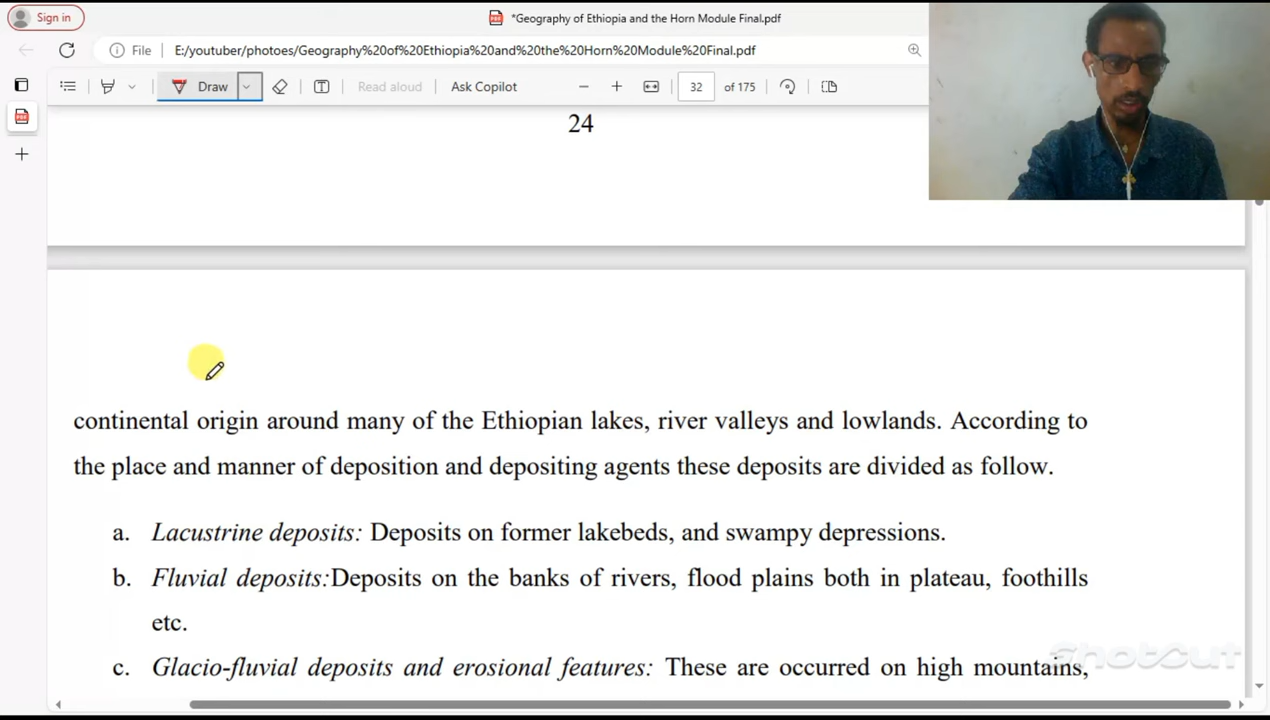 Sign in
*Geography of Ethiopia and the Horn Module Final.pdf
File
E:/youtuber/photoes/Geography%20of%20Ethiopia%20and%20the%20Horn%20Module%20Final.pdf
Draw
Read aloud
Ask Copilot
32
of 175
24
continental origin around many of the Ethiopian lakes, river valleys and lowlands. According to
the place and manner of deposition and depositing agents these deposits are divided as follow.
a. Lacustrine deposits: Deposits on former lakebeds, and swampy depressions.
b. Fluvial deposits:Deposits on the banks of rivers, flood plains both in plateau, foothills
etc.
c. Glacio-fluvial deposits and erosional features: These are occurred on high mountains,
shotcut